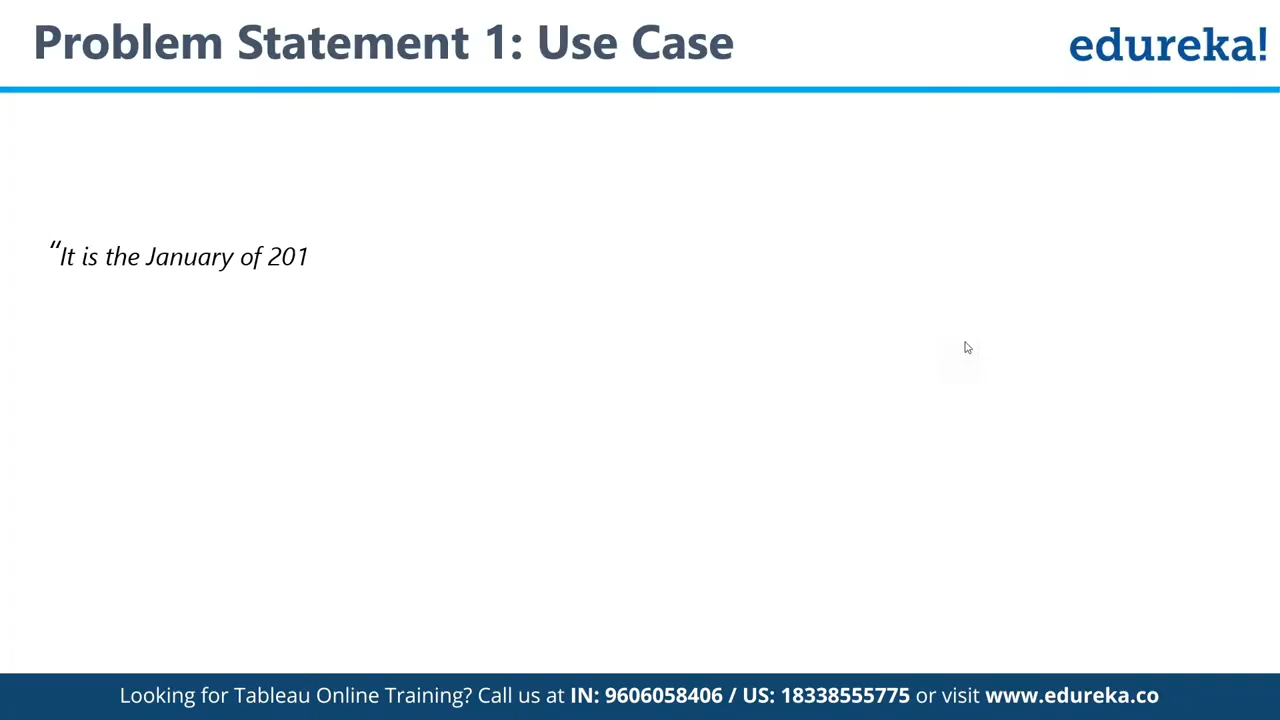 Problem Statement 1: Use Case
edureka!
“It is the January of 201
Looking for Tableau Online Training? Call us at IN: 9606058406 / US: 18338555775 or visit www.edureka.co